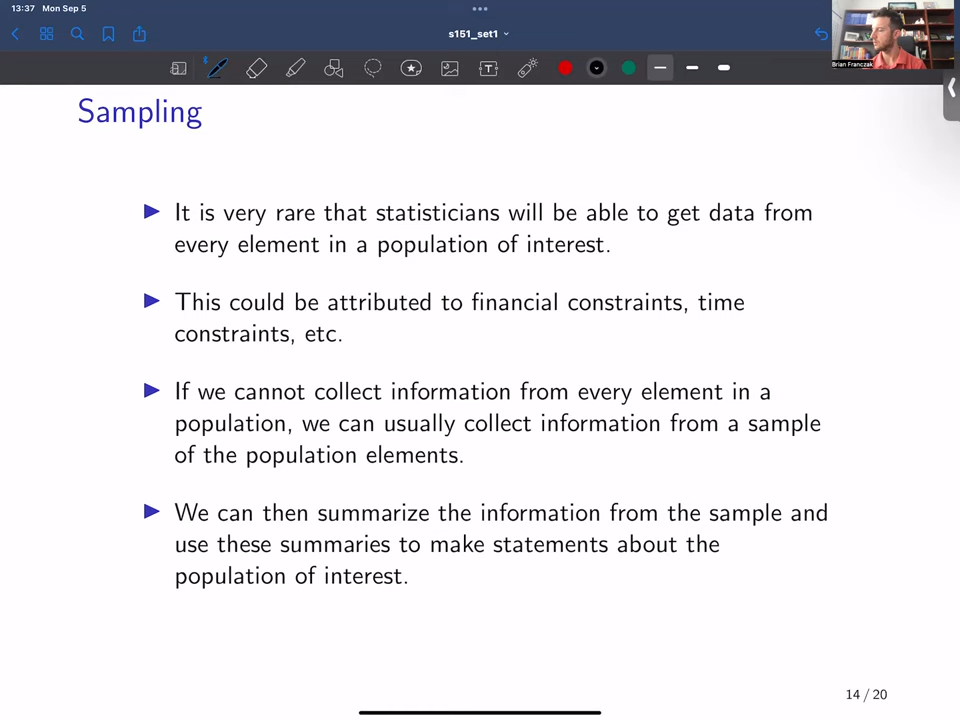 13:37 Mon Sep 5
s151_set1
Brian Franczak
Sampling
It is very rare that statisticians will be able to get data from
every element in a population of interest.
This could be attributed to financial constraints, time
constraints, etc.
If we cannot collect information from every element in a
population, we can usually collect information from a sample
of the population elements.
We can then summarize the information from the sample and
use these summaries to make statements about the
population of interest.
14 / 20